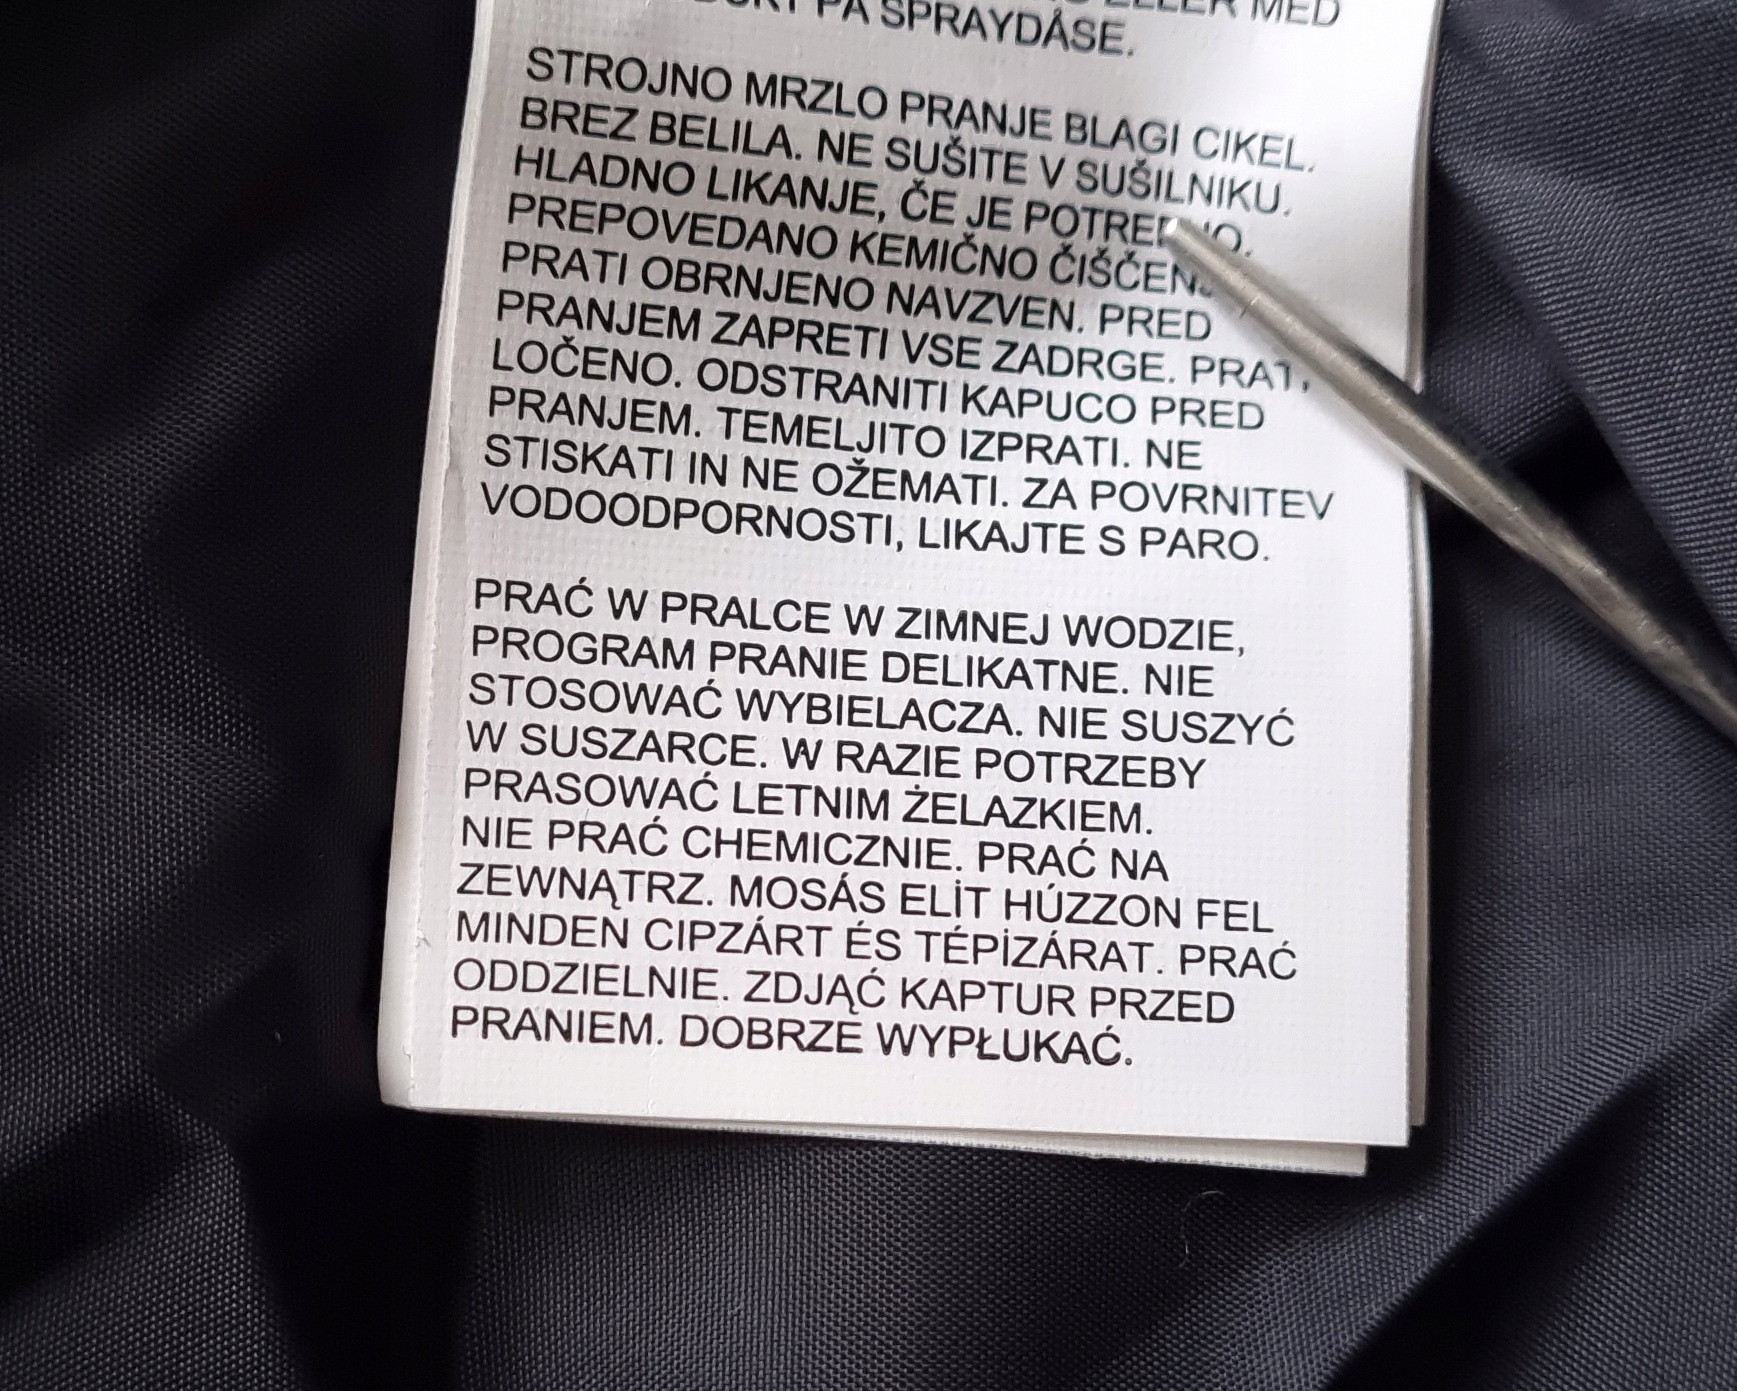 PÅ SPRAYDÅSE.
STROJNO MRZLO PRANJE BLAGI CIKEL.
BREZ BELILA. NE SUŠITE V SUŠILNIKU.
HLADNO LIKANJE, ČE JE
PREPOVEDANO KEMIČNO
PRATI OBRNJENO NAVZVEN. PRED
PRANJEM ZAPRETI VSE ZADRGE.
LOČENO. ODSTRANITI KAPUCO PRED
PRANJEM. TEMELJITO IZPRATI. NE
STISKATI IN NE OŽEMATI. ZA POVRNITEV
VODOODPORNOSTI, LIKAJTE S PARO.
PRAĆ W PRALCE W ZIMNEJ WODZIE,
PROGRAM PRANIE DELIKATNE. NIE
STOSOWAĆ WYBIELACZA. NIE SUSZYĆ
W SUSZARCE. W RAZIE POTRZEBY
PRASOWAĆ LETNIM ŻELAZKIEM.
NIE PRAĆ CHEMICZNIE. PRAĆ NA
ZEWNĄTRZ. MOSÁS ELİT HÚZZON FEL
MINDEN CIPZÁRT ÉS TÉPİZÁRAT. PRAĆ
ODDZIELNIE. ZDJĄĆ KAPTUR PRZED
PRANIEM. DOBRZE WYPŁUKAĆ.